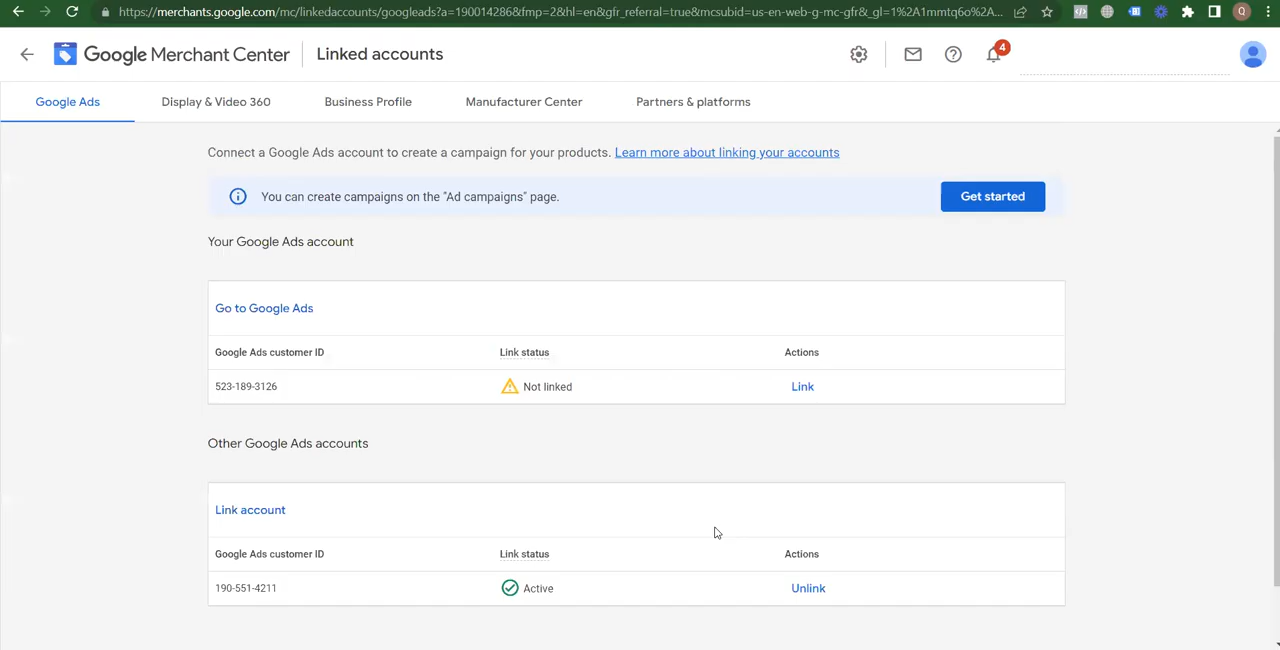 https://merchants.google.com/mc/linkedaccounts/googleads?a=190014286&fmp=2&hl=en&gfr_referral=true&mcsubid=us-en-web-g-mc-gfr&_gl=1%2A1mmtq6o%2A...
Q
Google Merchant Center
Linked accounts
4
Google Ads
Display & Video 360
Business Profile
Manufacturer Center
Partners & platforms
Connect a Google Ads account to create a campaign for your products. Learn more about linking your accounts
You can create campaigns on the "Ad campaigns" page.
Get started
Your Google Ads account
Go to Google Ads
Google Ads customer ID Link status Actions
523-189-3126 Not linked Link
Other Google Ads accounts
Link account
Google Ads customer ID Link status Actions
190-551-4211 Active Unlink